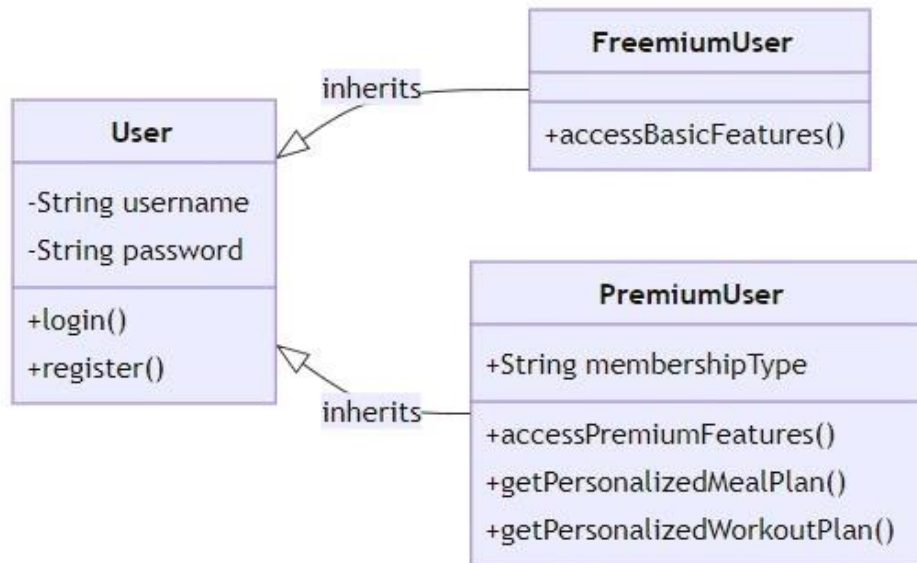 User
-String username
-String password
+login()
+register()
inherits
FreemiumUser
+accessBasicFeatures()
inherits
PremiumUser
+String membershipType
+accessPremiumFeatures()
+getPersonalizedMealPlan()
+getPersonalizedWorkoutPlan()